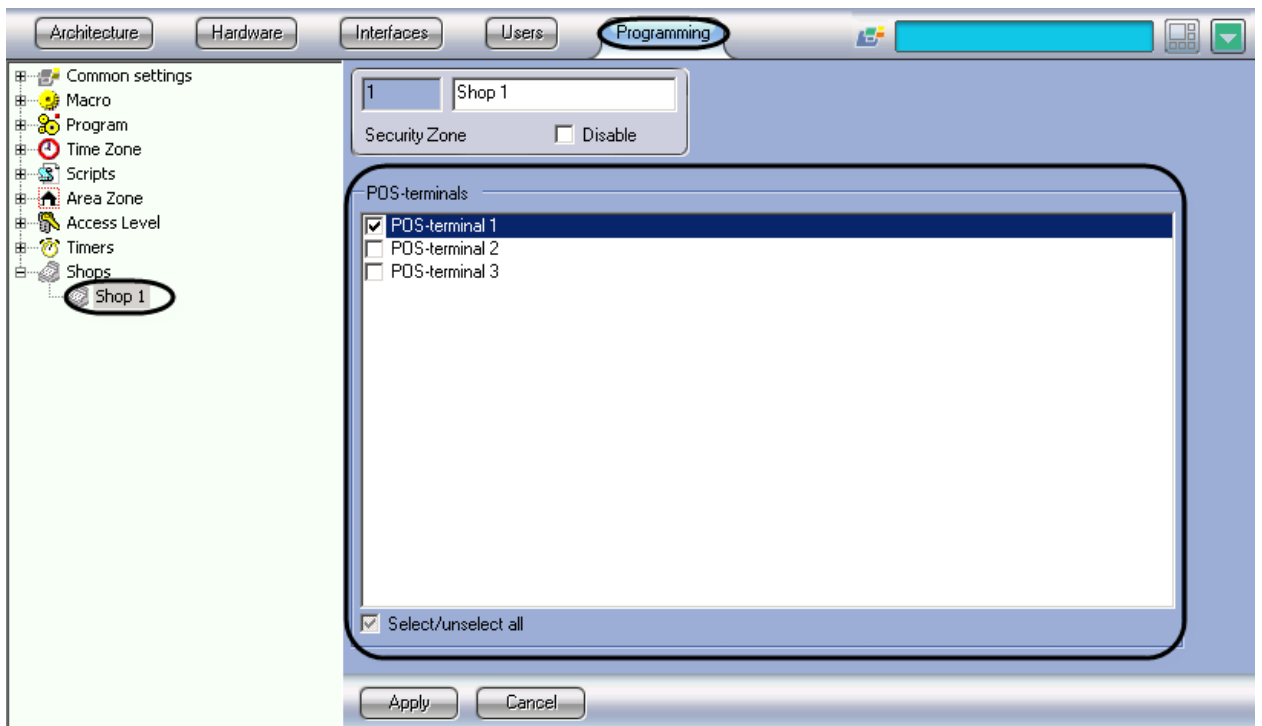 Architecture Hardware Interfaces Users Programming
Common settings
Macro
Program
Time Zone
Scripts
Area Zone
Access Level
Timers
Shops
Shop 1
1 Shop 1
Security Zone Disable
POS-terminals
POS-terminal 1
POS-terminal 2
POS-terminal 3
Select/unselect all
Apply Cancel